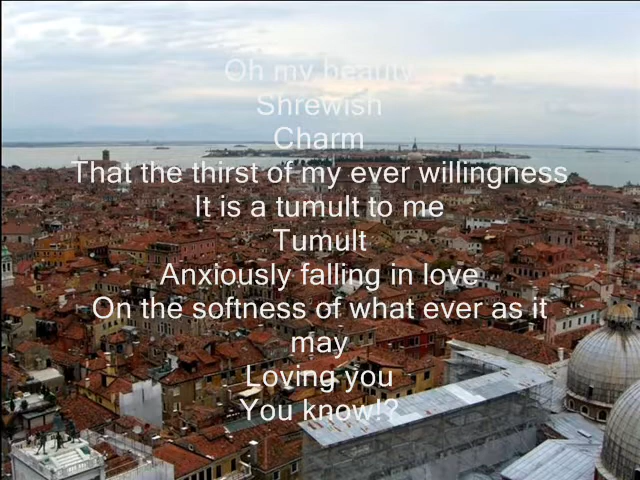 Oh my beauty
Shrewish
Charm
That the thirst of my ever willingness
It is a tumult to me
Tumult
Anxiously falling in love
On the softness of what ever as it
may
Loving you
You know!?